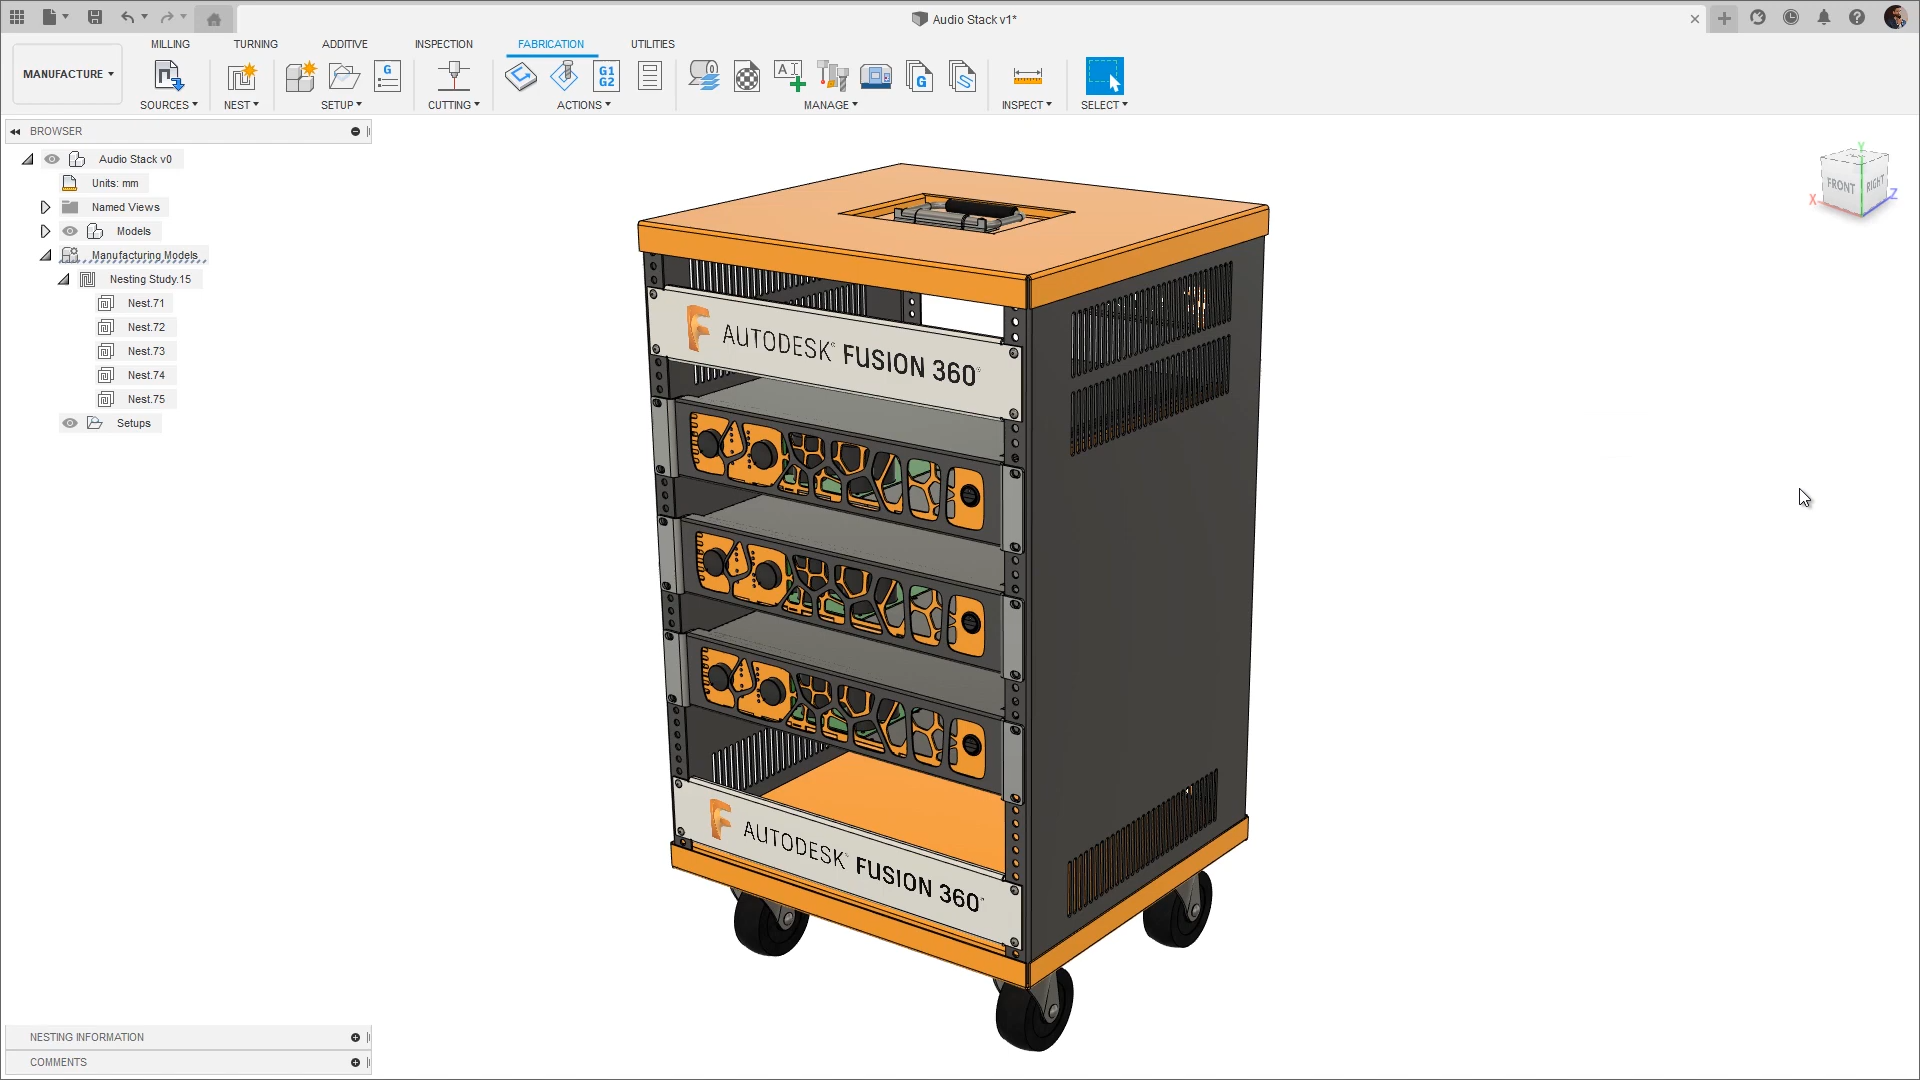 Audio Stack v1*
MANUFACTURE
MILLING
TURNING
ADDITIVE
INSPECTION
FABRICATION
UTILITIES
SOURCES
NEST
SETUP
CUTTING
ACTIONS
MANAGE
INSPECT
SELECT
G
G1
G2
A
G
BROWSER
Audio Stack v0
Units: mm
Named Views
Models
Manufacturing Models
Nesting Study.15
Nest.71
Nest.72
Nest.73
Nest.74
Nest.75
Setups
Y
FRONT
RIGHT
X
Z
AUTODESK® FUSION 360
AUTODESK® FUSION 360
NESTING INFORMATION
COMMENTS